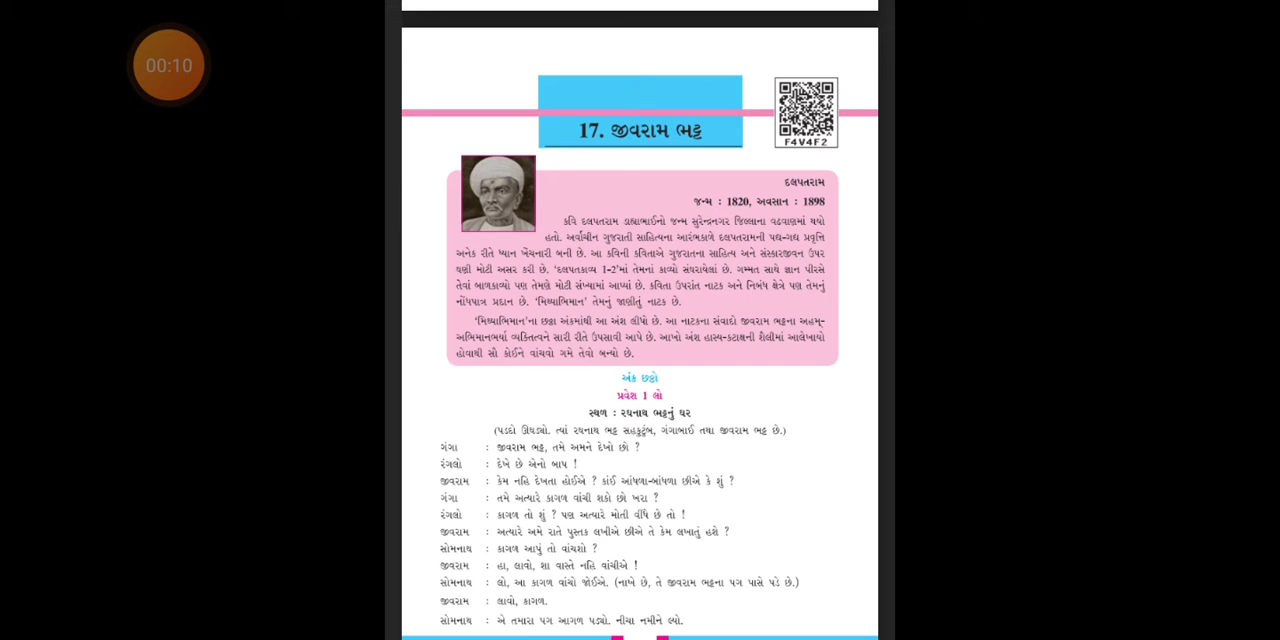 00:10
17. જીવરામ ભટ્ટ
F4V4F2
દલપતરામ
જન્મ : 1820, અવસાન : 1898
કવિ દલપતરામ ડાહ્યાભાઈનો જન્મ સુરેન્દ્રનગર જિલ્લાના વઢવાણમાં થયો
હતો. અર્વાચીન ગુજરાતી સાહિત્યના આરંભકાળે દલપતરામની પદ્ય-ગદ્ય પ્રવૃત્તિ
અનેક રીતે ધ્યાન ખેંચનારી બની છે. આ કવિની કવિતાએ ગુજરાતના સાહિત્ય અને સંસ્કારજીવન ઉપર
ઘણી મોટી અસર કરી છે. ‘દલપતકાવ્ય 1-2’માં તેમનાં કાવ્યો સંઘરાયેલાં છે. ગમ્મત સાથે જ્ઞાન પીરસે
તેવાં બાળકાવ્યો પણ તેમણે મોટી સંખ્યામાં આપ્યાં છે. કવિતા ઉપરાંત નાટક અને નિબંધ ક્ષેત્રે પણ તેમનું
નોંધપાત્ર પ્રદાન છે. ‘મિથ્યાભિમાન’ તેમનું જાણીતું નાટક છે.
‘મિથ્યાભિમાન’ના છઠ્ઠા અંકમાંથી આ અંશ લીધો છે. આ નાટકના સંવાદો જીવરામ ભટ્ટના અહમ્-
અભિમાનભર્યા વ્યક્તિત્વને સારી રીતે ઉપસાવી આપે છે. આખો અંશ હાસ્ય-કટાક્ષની શૈલીમાં આલેખાયો
હોવાથી સૌ કોઈને વાંચવો ગમે તેવો બન્યો છે.
અંક છઠ્ઠો
પ્રવેશ 1 લો
સ્થળ : રઘનાથ ભટ્ટનું ઘર
(પડદો ઊઘડ્યો. ત્યાં રઘનાથ ભટ્ટ સહકુટુંબ, ગંગાબાઈ તથા જીવરામ ભટ્ટ છે.)
ગંગા : જીવરામ ભટ્ટ, તમે અમને દેખો છો ?
રંગલો : દેખે છે એનો બાપ !
જીવરામ : કેમ નહિ દેખતા હોઈએ ? કાંઈ આંધળા-બાંધળા છીએ કે શું ?
ગંગા : તમે અત્યારે કાગળ વાંચી શકો છો ખરા ?
રંગલો : કાગળ તો શું ? પણ અત્યારે મોતી વીંધે છે તો !
જીવરામ : અત્યારે અમે રાતે પુસ્તક લખીએ છીએ તે કેમ લખાતું હશે ?
સોમનાથ : કાગળ આપું તો વાંચશો ?
જીવરામ : હા, લાવો, શા વાસ્તે નહિ વાંચીએ !
સોમનાથ : લો, આ કાગળ વાંચો જોઈએ. (નાખે છે, તે જીવરામ ભટ્ટના પગ પાસે પડે છે.)
જીવરામ : લાવો, કાગળ.
સોમનાથ : એ તમારા પગ આગળ પડ્યો. નીચા નમીને લ્યો.